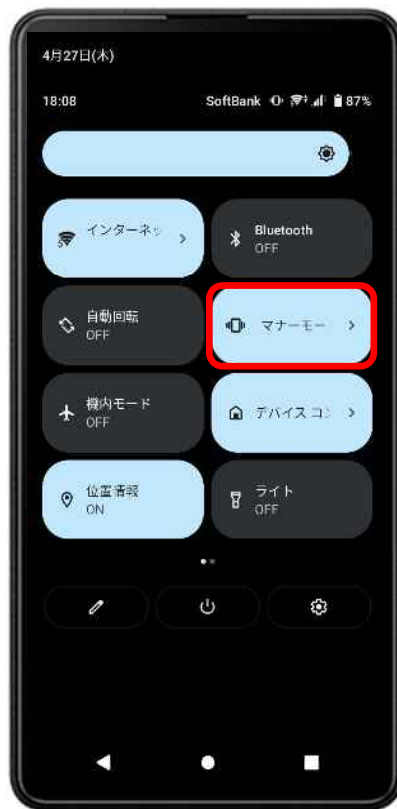 4月27日(木)
18:08 SoftBank 87%
インターネッ
Bluetooth
OFF
自動回転
OFF
マナーモー
機内モード
OFF
デバイス コン
位置情報
ON
ライト
OFF